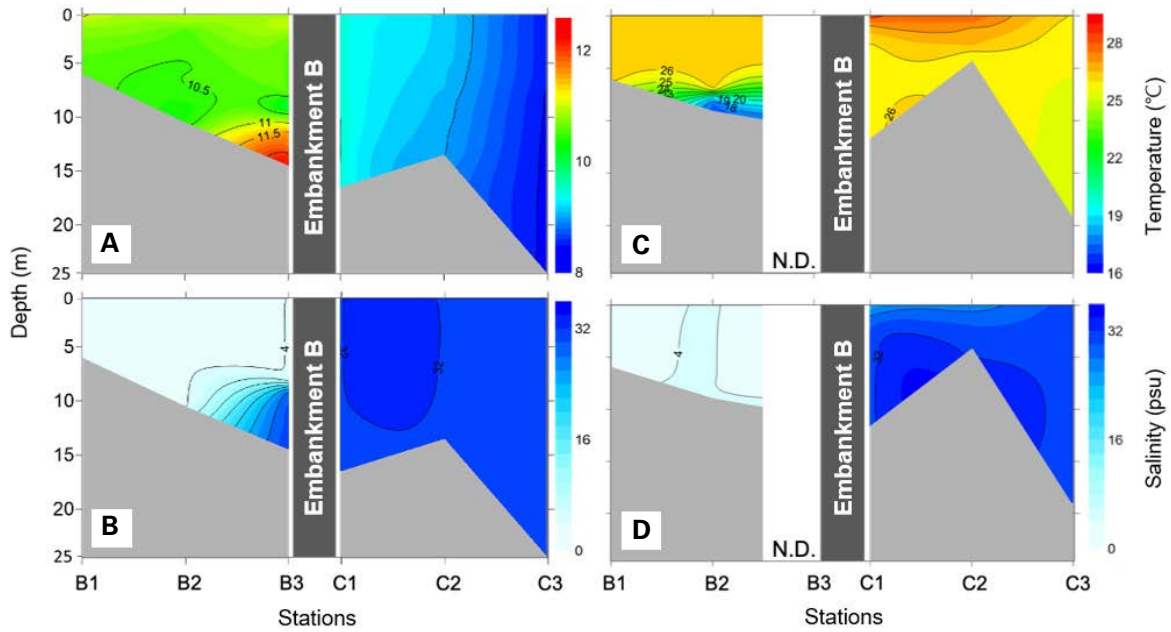 A
B
C
D
Embankment B
Embankment B
Embankment B
Embankment B
0
5
10
15
20
25
0
5
10
15
20
25
Depth (m)
10.5
11
11.5
12
10
8
4
32
32
16
0
26
25
20
26
28
25
22
19
16
Temperature (℃)
N.D.
4
32
32
16
0
Salinity (psu)
N.D.
B1
B2
B3
C1
C2
C3
Stations
B1
B2
B3
C1
C2
C3
Stations